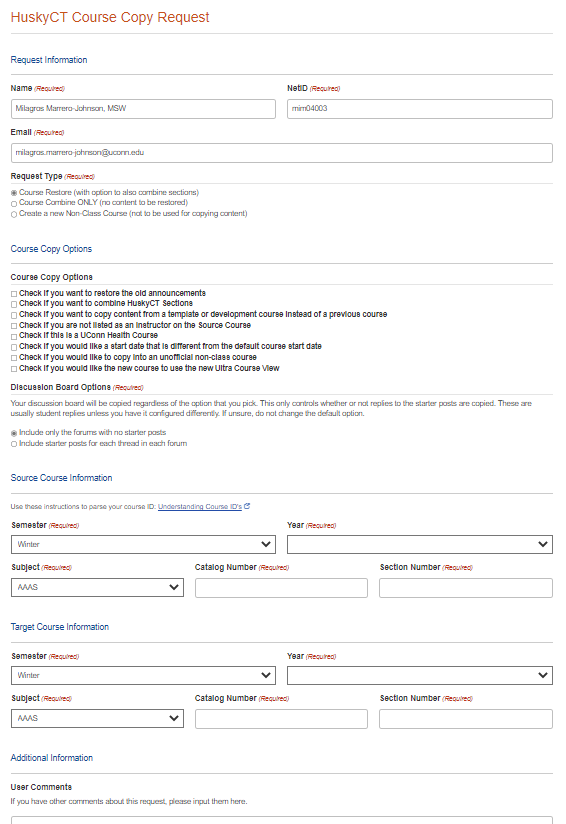 HuskyCT Course Copy Request
Request Information
Name (Required)
NetID (Required)
Milagros Marrero-Johnson, MSW
mim04003
Email (Required)
milagros.marrero-johnson@uconn.edu
Request Type (Required)
Course Restore (with option to also combine sections)
Course Combine ONLY (no content to be restored)
Create a new Non-Class Course (not to be used for copying content)
Course Copy Options
Course Copy Options
Check if you want to restore the old announcements
Check if you want to combine HuskyCT Sections
Check if you want to copy content from a template or development course instead of a previous course
Check if you are not listed as an instructor on the Source Course
Check if this is a UConn Health Course
Check if you would like a start date that is different from the default course start date
Check if you would like to copy into an unofficial non-class course
Check if you would like the new course to use the new Ultra Course View
Discussion Board Options (Required)
Your discussion board will be copied regardless of the option that you pick. This only controls whether or not replies to the starter posts are copied. These are
usually student replies unless you have it configured differently. If unsure, do not change the default option.
Include only the forums with no starter posts
Include starter posts for each thread in each forum
Source Course Information
Use these instructions to parse your course ID: Understanding Course ID's
Semester (Required)
Year (Required)
Winter
Subject (Required)
Catalog Number (Required)
Section Number (Required)
AAAS
Target Course Information
Semester (Required)
Year (Required)
Winter
Subject (Required)
Catalog Number (Required)
Section Number (Required)
AAAS
Additional Information
User Comments
If you have other comments about this request, please input them here.